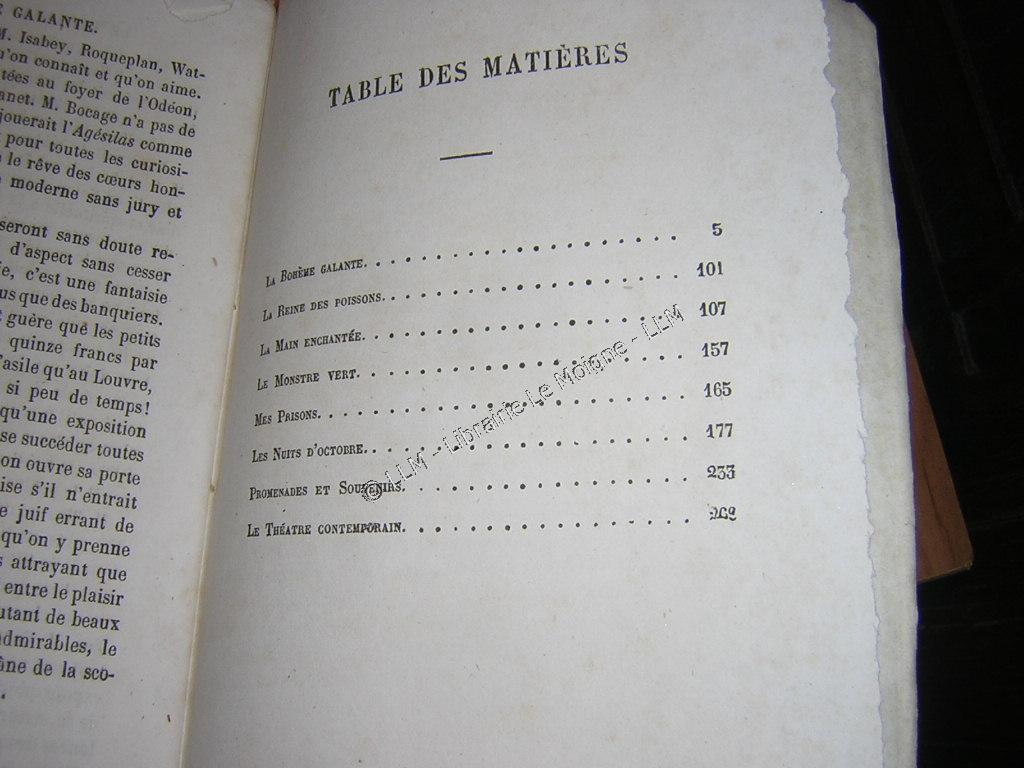 GALANTE.
M. Isabey, Roqueplan, Wat-
u'on connaît et qu'on aime.
tées au foyer de l'Odéon,
anet. M. Bocage n'a pas de
jouerait l'Agésilas comme
pour toutes les curiosi-
le rêve des cœurs hon-
moderne sans jury et
seront sans doute re-
d'aspect sans cesser
ie, c'est une fantaisie
us que des banquiers.
guère que les petits
quinze francs par
'asile qu'au Louvre,
si peu de temps!
qu'une exposition
se succéder toutes
on ouvre sa porte
ise s'il n'entrait
e juif errant de
qu'on y prenne
s attrayant que
entre le plaisir
utant de beaux
admirables, le
ône de la sco-
TABLE DES MATIÈRES
La Bohème galante. . . . . . . . . . . . . . . . . . 5
La Reine des poissons. . . . . . . . . . . . . . . . . 101
La Main enchantée. . . . . . . . . . . . . . . . . . 107
Le Monstre vert. . . . . . . . . . . . . . . . . . . 157
Mes Prisons. . . . . . . . . . . . . . . . . . . . . 165
Les Nuits d'octobre. . . . . . . . . . . . . . . . . . 177
Promenades et Souvenirs. . . . . . . . . . . . . . . . 233
Le Théatre contemporain. . . . . . . . . . . . . . . .
© LLM - Librairie Le Moigne - LLM